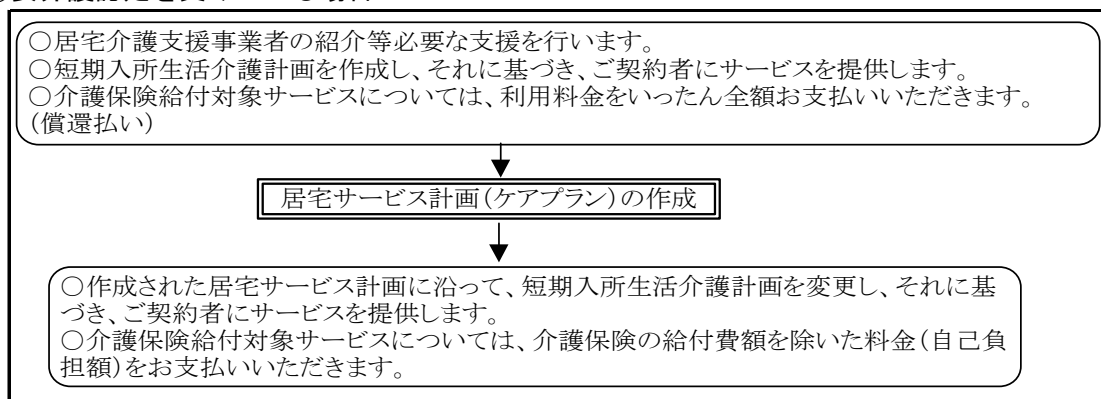 ○居宅介護支援事業者の紹介等必要な支援を行います。
○短期入所生活介護計画を作成し、それに基づき、ご契約者にサービスを提供します。
○介護保険給付対象サービスについては、利用料金をいったん全額お支払いいただきます。
(償還払い)
居宅サービス計画(ケアプラン)の作成
○作成された居宅サービス計画に沿って、短期入所生活介護計画を変更し、それに基
づき、ご契約者にサービスを提供します。
○介護保険給付対象サービスについては、介護保険の給付費額を除いた料金(自己負
担額)をお支払いいただきます。